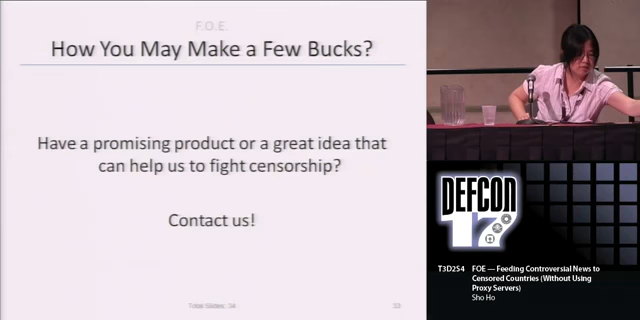 F.O.E.
How You May Make a Few Bucks?
Have a promising product or a great idea that
can help us to fight censorship?
Contact us!
Total Slides: 34
33
DEFCON
17
T3D2S4
FOE — Feeding Controversial News to
Censored Countries (Without Using
Proxy Servers)
Sho Ho